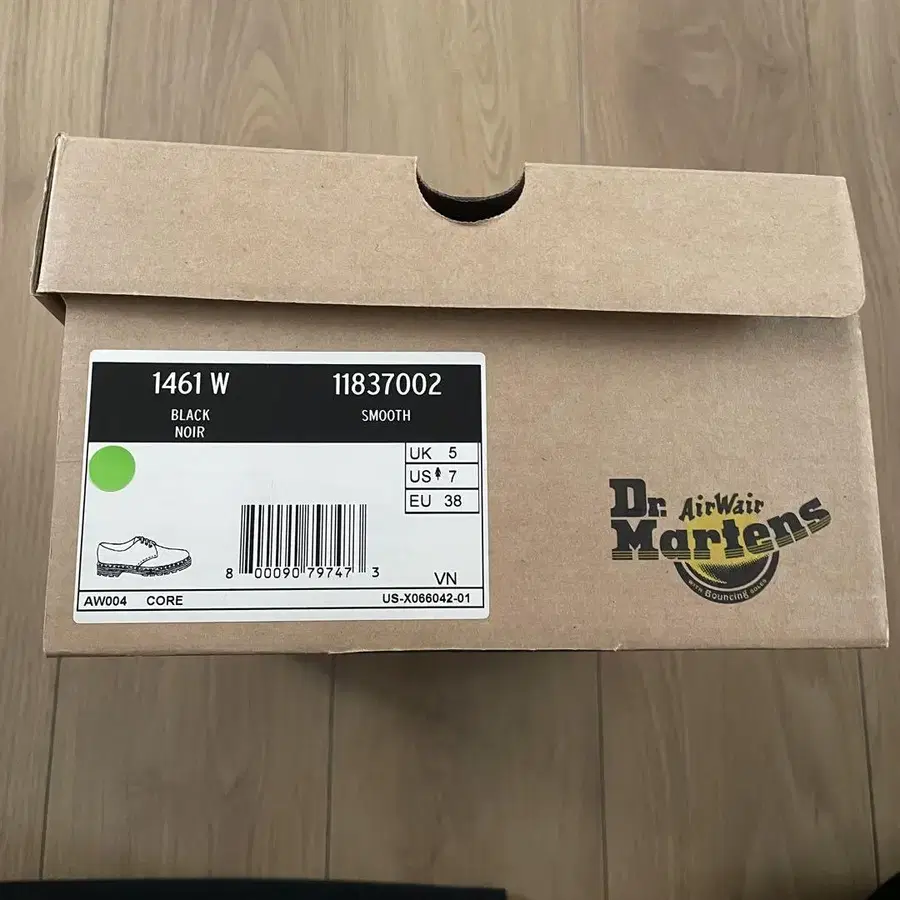 1461 W 11837002
BLACK SMOOTH
NOIR
UK 5
US 7
EU 38
8 00090 79747 3
VN
AW004 CORE US-X066042-01
Dr. AirWair
Martens
WITH Bouncing SOLES